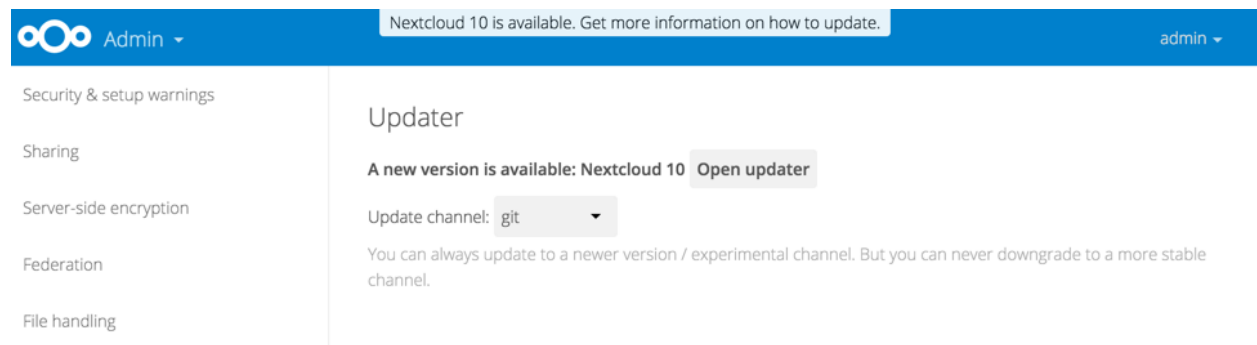 Nextcloud 10 is available. Get more information on how to update.
Admin
admin
Security & setup warnings
Sharing
Server-side encryption
Federation
File handling
Updater
A new version is available: Nextcloud 10 Open updater
Update channel: git
You can always update to a newer version / experimental channel. But you can never downgrade to a more stable
channel.